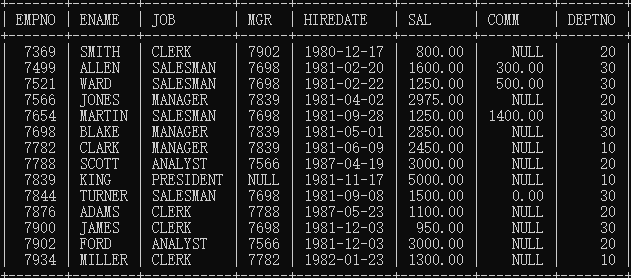 EMPNO | ENAME | JOB | MGR | HIREDATE | SAL | COMM | DEPTNO
7369 | SMITH | CLERK | 7902 | 1980-12-17 | 800.00 | NULL | 20
7499 | ALLEN | SALESMAN | 7698 | 1981-02-20 | 1600.00 | 300.00 | 30
7521 | WARD | SALESMAN | 7698 | 1981-02-22 | 1250.00 | 500.00 | 30
7566 | JONES | MANAGER | 7839 | 1981-04-02 | 2975.00 | NULL | 20
7654 | MARTIN | SALESMAN | 7698 | 1981-09-28 | 1250.00 | 1400.00 | 30
7698 | BLAKE | MANAGER | 7839 | 1981-05-01 | 2850.00 | NULL | 30
7782 | CLARK | MANAGER | 7839 | 1981-06-09 | 2450.00 | NULL | 10
7788 | SCOTT | ANALYST | 7566 | 1987-04-19 | 3000.00 | NULL | 20
7839 | KING | PRESIDENT | NULL | 1981-11-17 | 5000.00 | NULL | 10
7844 | TURNER | SALESMAN | 7698 | 1981-09-08 | 1500.00 | 0.00 | 30
7876 | ADAMS | CLERK | 7788 | 1987-05-23 | 1100.00 | NULL | 20
7900 | JAMES | CLERK | 7698 | 1981-12-03 | 950.00 | NULL | 30
7902 | FORD | ANALYST | 7566 | 1981-12-03 | 3000.00 | NULL | 20
7934 | MILLER | CLERK | 7782 | 1982-01-23 | 1300.00 | NULL | 10